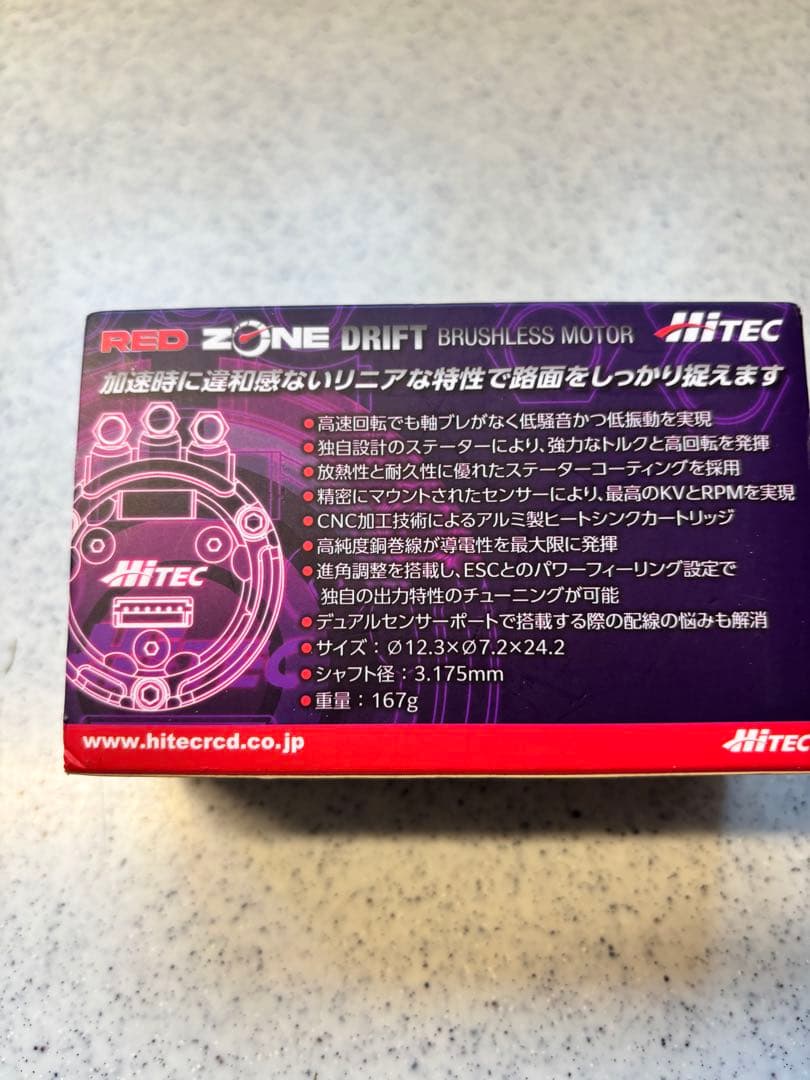 RED ZONE DRIFT BRUSHLESS MOTOR HiTEC
加速時に違和感ないリニアな特性で路面をしっかり捉えます
●高速回転でも軸ブレがなく低騒音かつ低振動を実現
●独自設計のステーターにより、強力なトルクと高回転を発揮
●放熱性と耐久性に優れたステーターコーティングを採用
●精密にマウントされたセンサーにより、最高のKVとRPMを実現
●CNC加工技術によるアルミ製ヒートシンクカートリッジ
●高純度銅巻線が導電性を最大限に発揮
●進角調整を搭載し、ESCとのパワーフィーリング設定で
独自の出力特性のチューニングが可能
●デュアルセンサーポートで搭載する際の配線の悩みも解消
●サイズ：∅12.3×∅7.2×24.2
●シャフト径：3.175mm
●重量：167g
HiTEC
www.hitecrcd.co.jp HiTEC